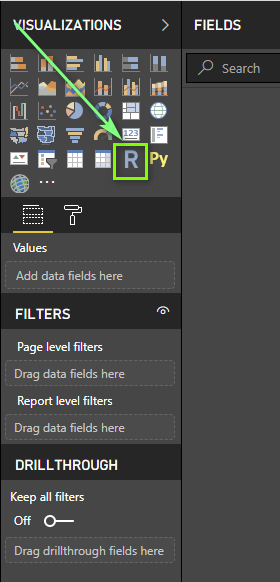 VISUALIZATIONS
FIELDS
Search
123
R
Py
Values
Add data fields here
FILTERS
Page level filters
Drag data fields here
Report level filters
Drag data fields here
DRILLTHROUGH
Keep all filters
Off
Drag drillthrough fields here